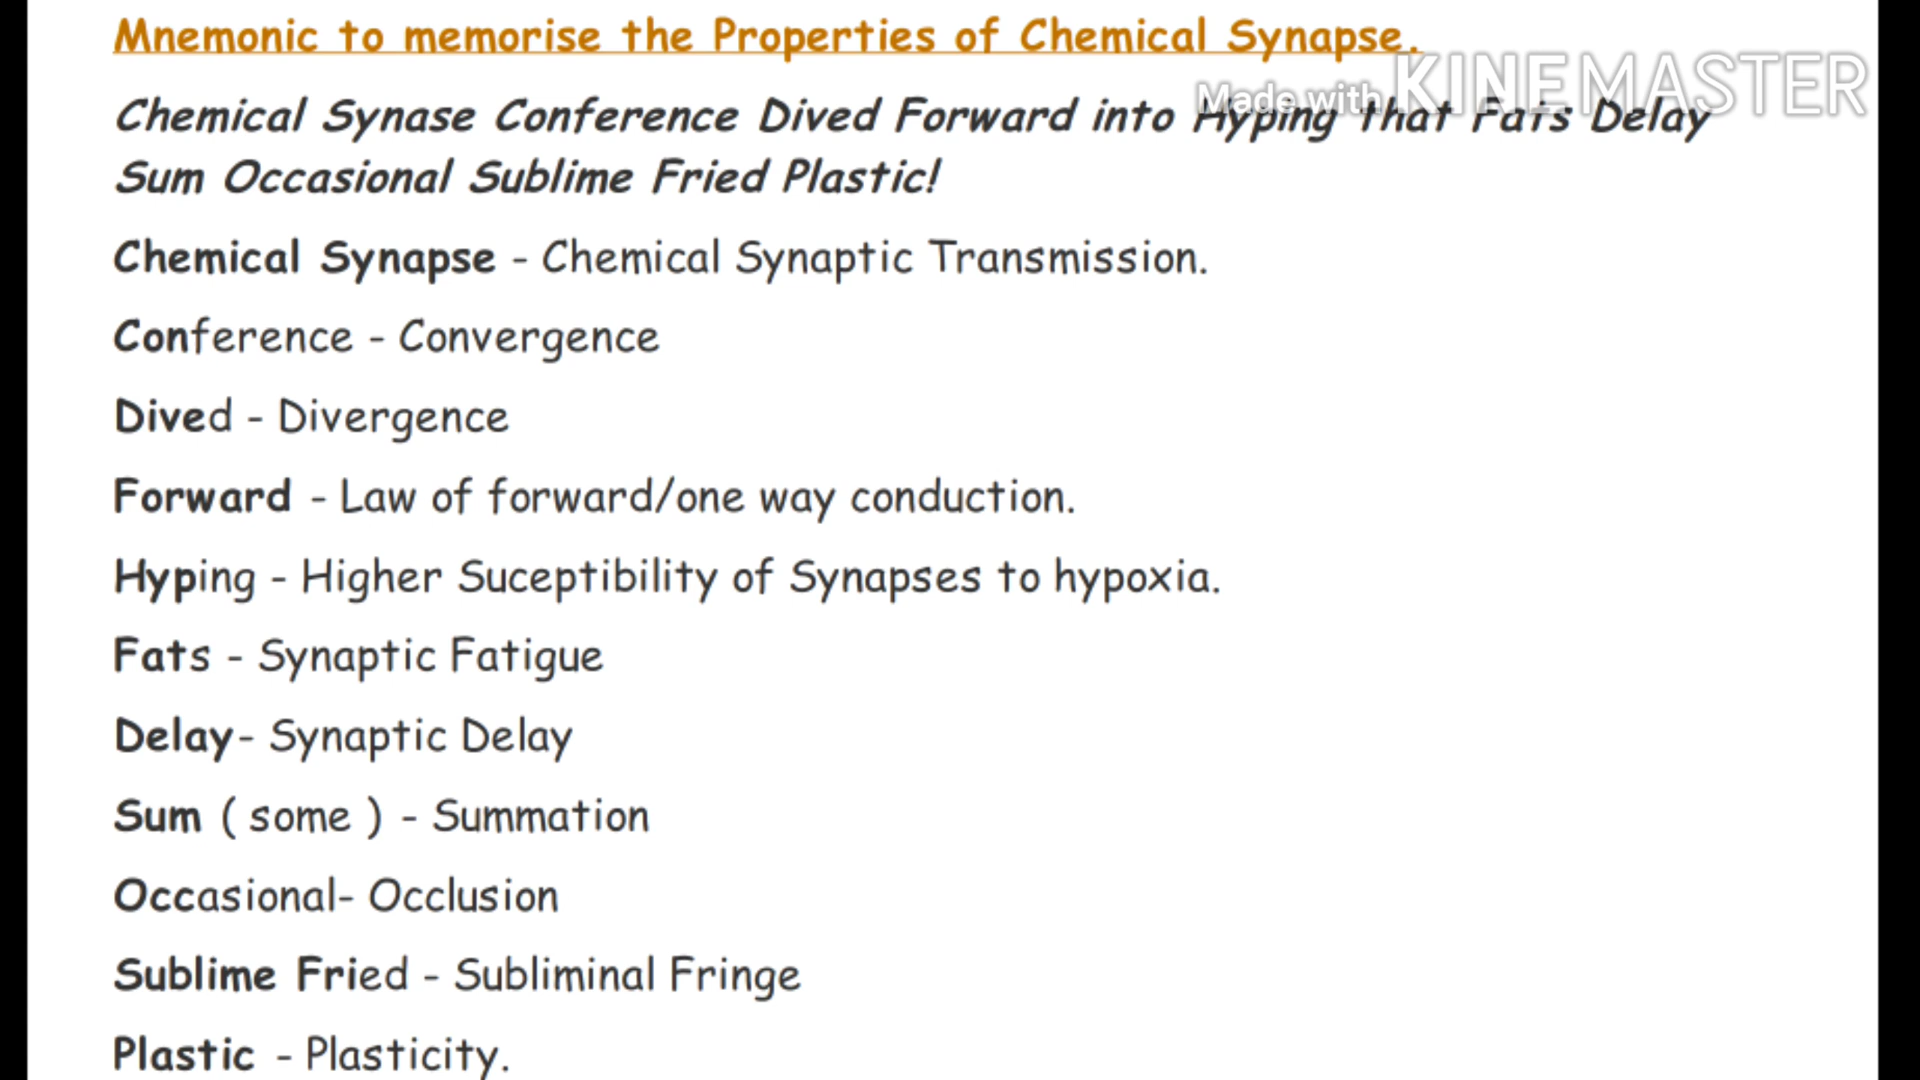 Mnemonic to memorise the Properties of Chemical Synapse.
Made with KINEMASTER
Chemical Synase Conference Dived Forward into Hyping that Fats Delay
Sum Occasional Sublime Fried Plastic!
Chemical Synapse - Chemical Synaptic Transmission.
Conference - Convergence
Dived - Divergence
Forward - Law of forward/one way conduction.
Hyping - Higher Suceptibility of Synapses to hypoxia.
Fats - Synaptic Fatigue
Delay- Synaptic Delay
Sum ( some ) - Summation
Occasional- Occlusion
Sublime Fried - Subliminal Fringe
Plastic - Plasticity.